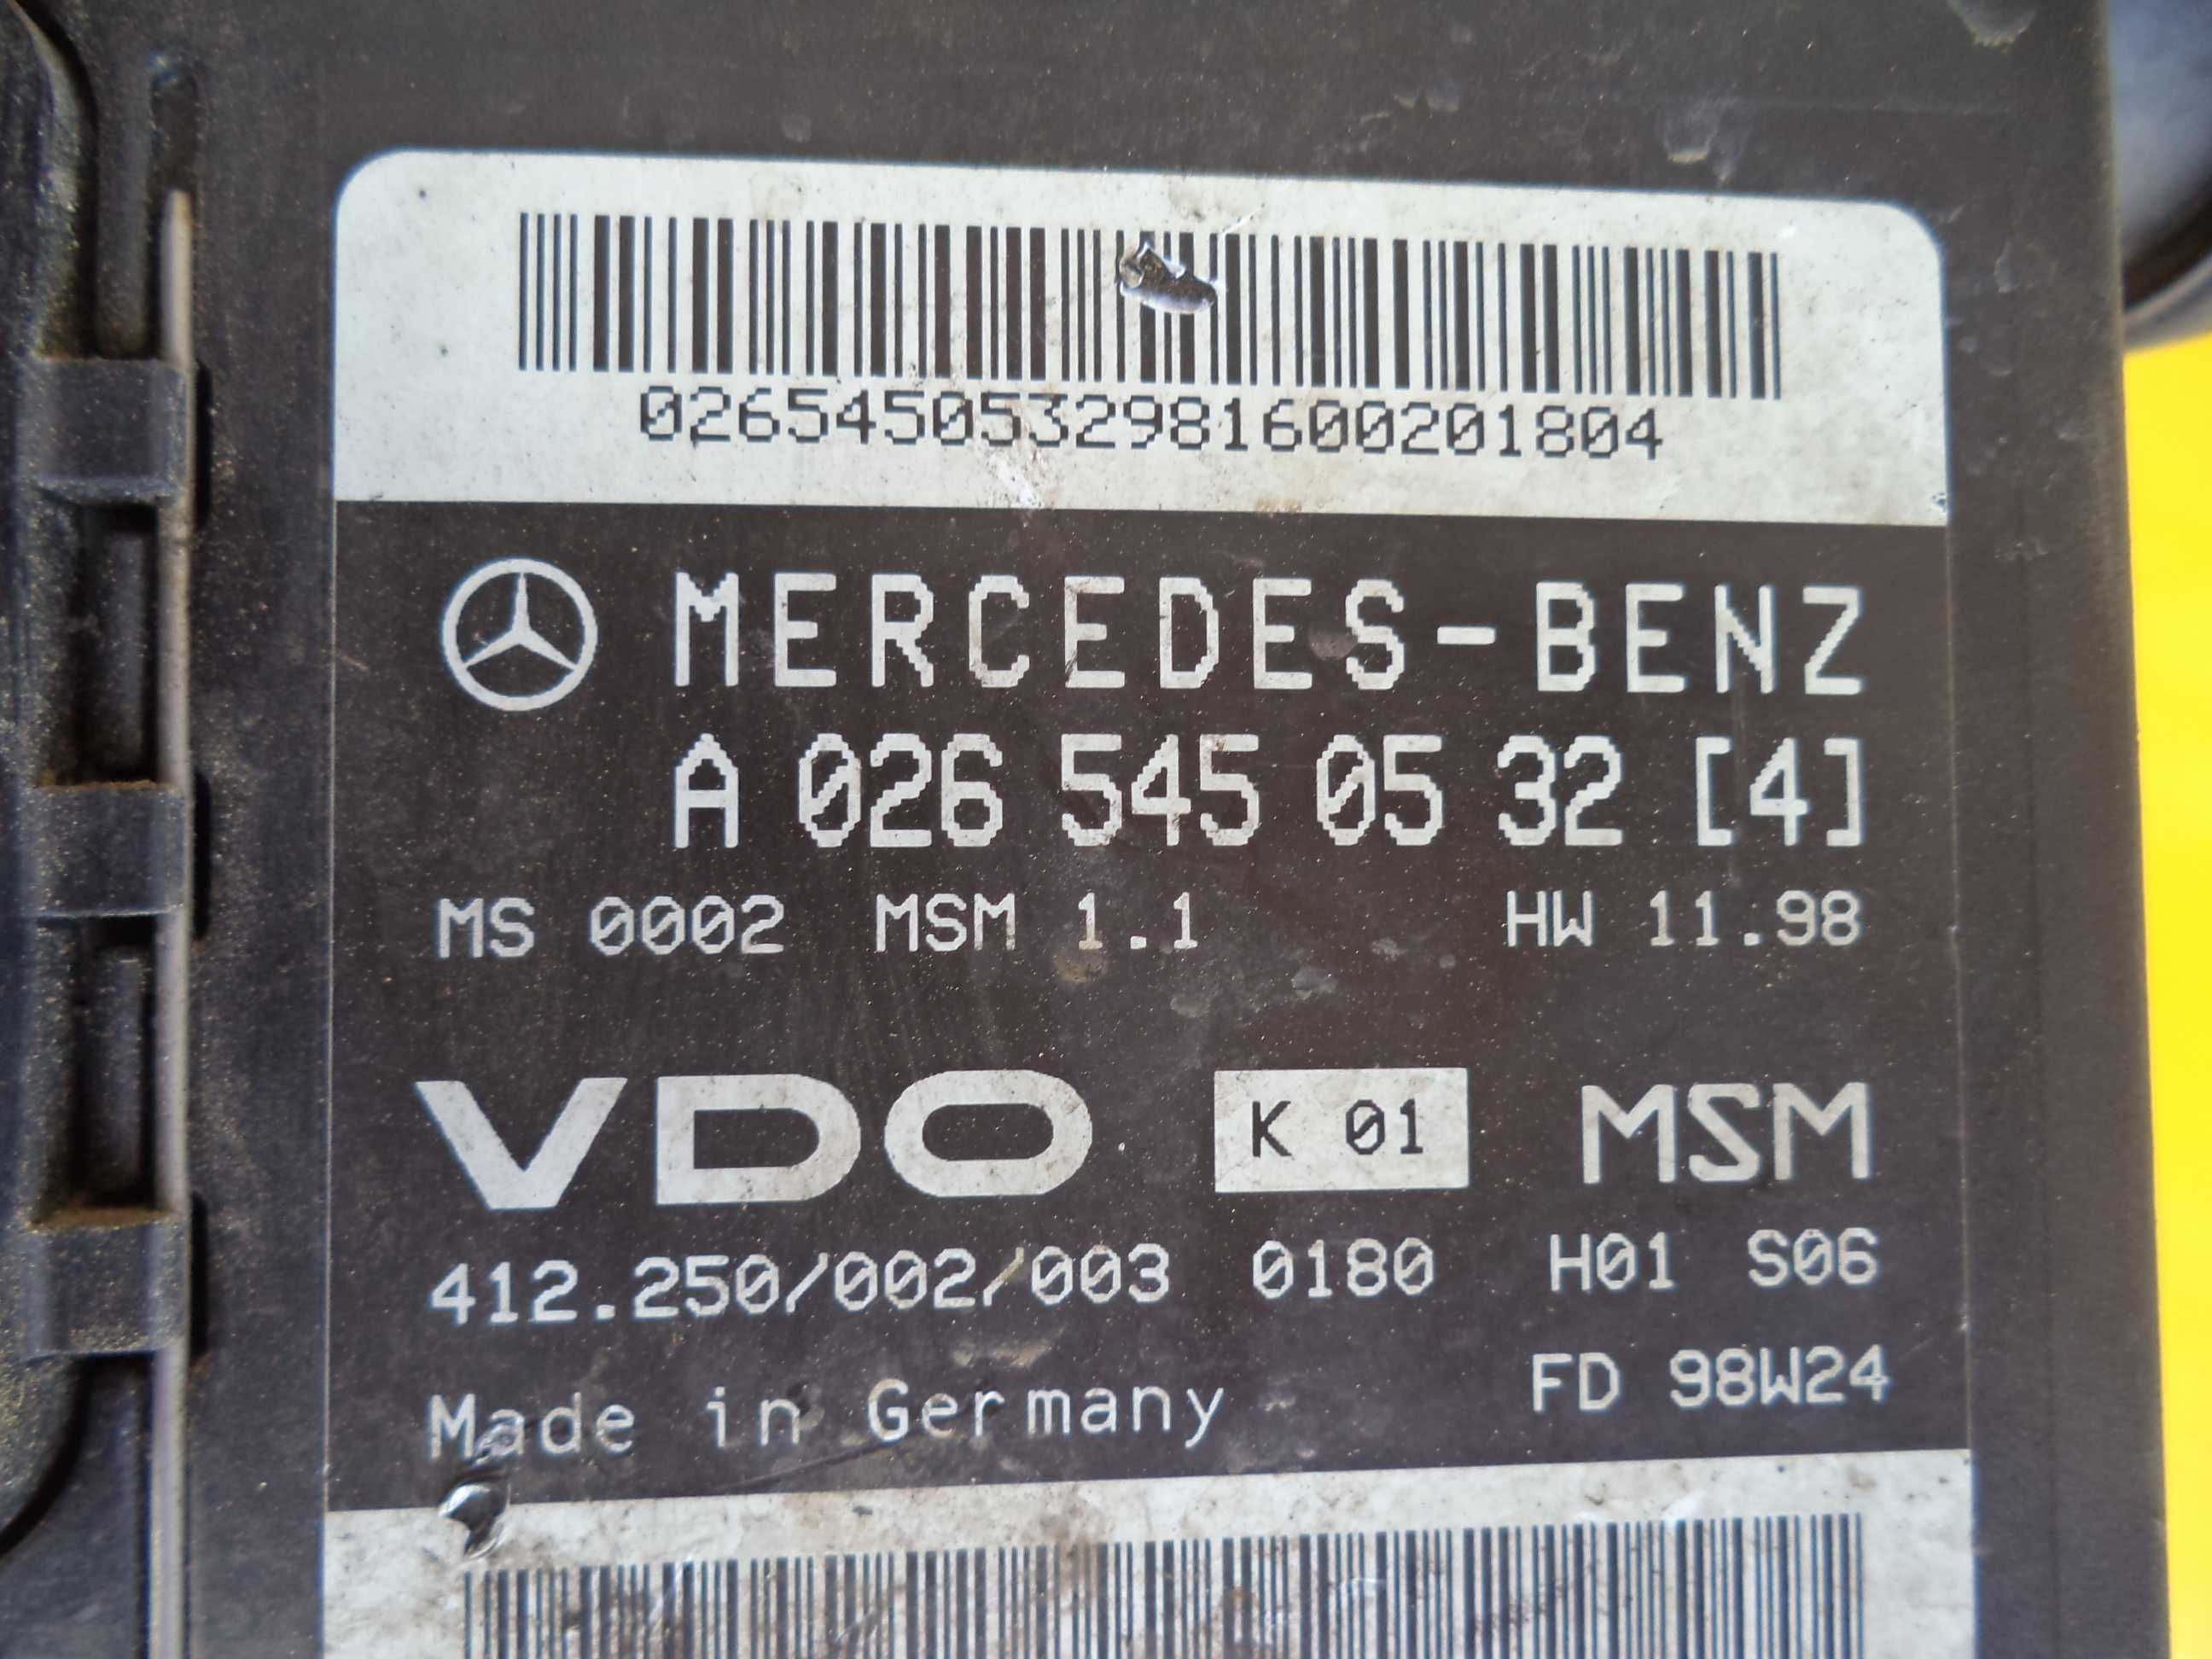 0265450532981600201804
MERCEDES-BENZ
A 026 545 05 32 [4]
MS 0002 MSM 1.1 HW 11.98
VDO K 01 MSM
412.250/002/003 0180 H01 S06
FD 98W24
Made in Germany